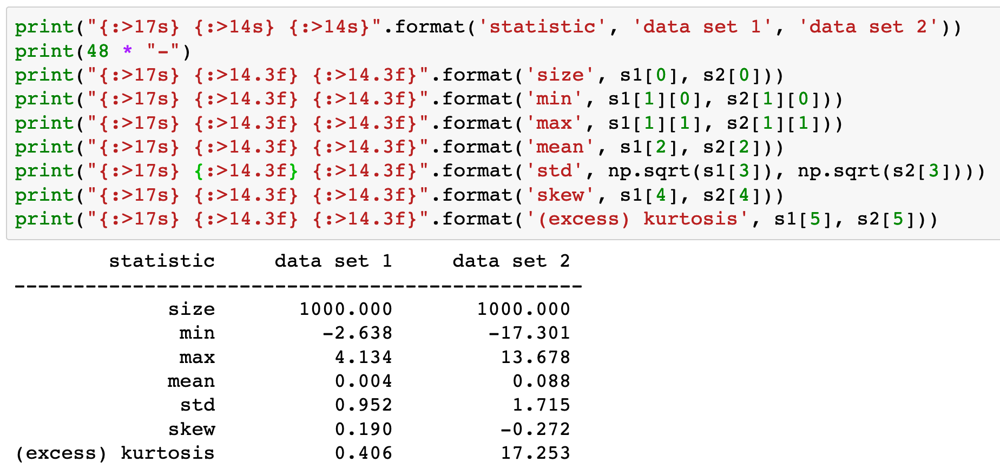 print("{:>17s} {:>14s} {:>14s}".format('statistic', 'data set 1', 'data set 2'))
print(48 * "-")
print("{:>17s} {:>14.3f} {:>14.3f}".format('size', s1[0], s2[0]))
print("{:>17s} {:>14.3f} {:>14.3f}".format('min', s1[1][0], s2[1][0]))
print("{:>17s} {:>14.3f} {:>14.3f}".format('max', s1[1][1], s2[1][1]))
print("{:>17s} {:>14.3f} {:>14.3f}".format('mean', s1[2], s2[2]))
print("{:>17s} {:>14.3f} {:>14.3f}".format('std', np.sqrt(s1[3]), np.sqrt(s2[3])))
print("{:>17s} {:>14.3f} {:>14.3f}".format('skew', s1[4], s2[4]))
print("{:>17s} {:>14.3f} {:>14.3f}".format('(excess) kurtosis', s1[5], s2[5]))
        statistic     data set 1     data set 2
------------------------------------------------
             size       1000.000       1000.000
              min         -2.638        -17.301
              max          4.134         13.678
             mean          0.004          0.088
              std          0.952          1.715
             skew          0.190         -0.272
(excess) kurtosis          0.406         17.253